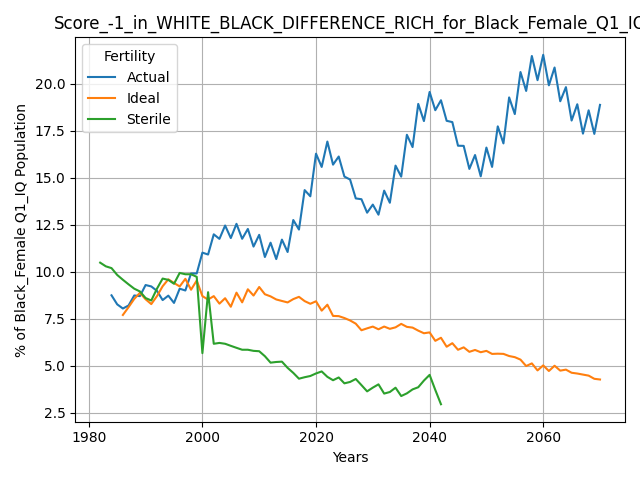 Score_-1_in_WHITE_BLACK_DIFFERENCE_RICH_for_Black_Female_Q1_IQ
Fertility
Actual
Ideal
Sterile
% of Black_Female Q1_IQ Population
20.0
17.5
15.0
12.5
10.0
7.5
5.0
2.5
1980 2000 2020 2040 2060
Years